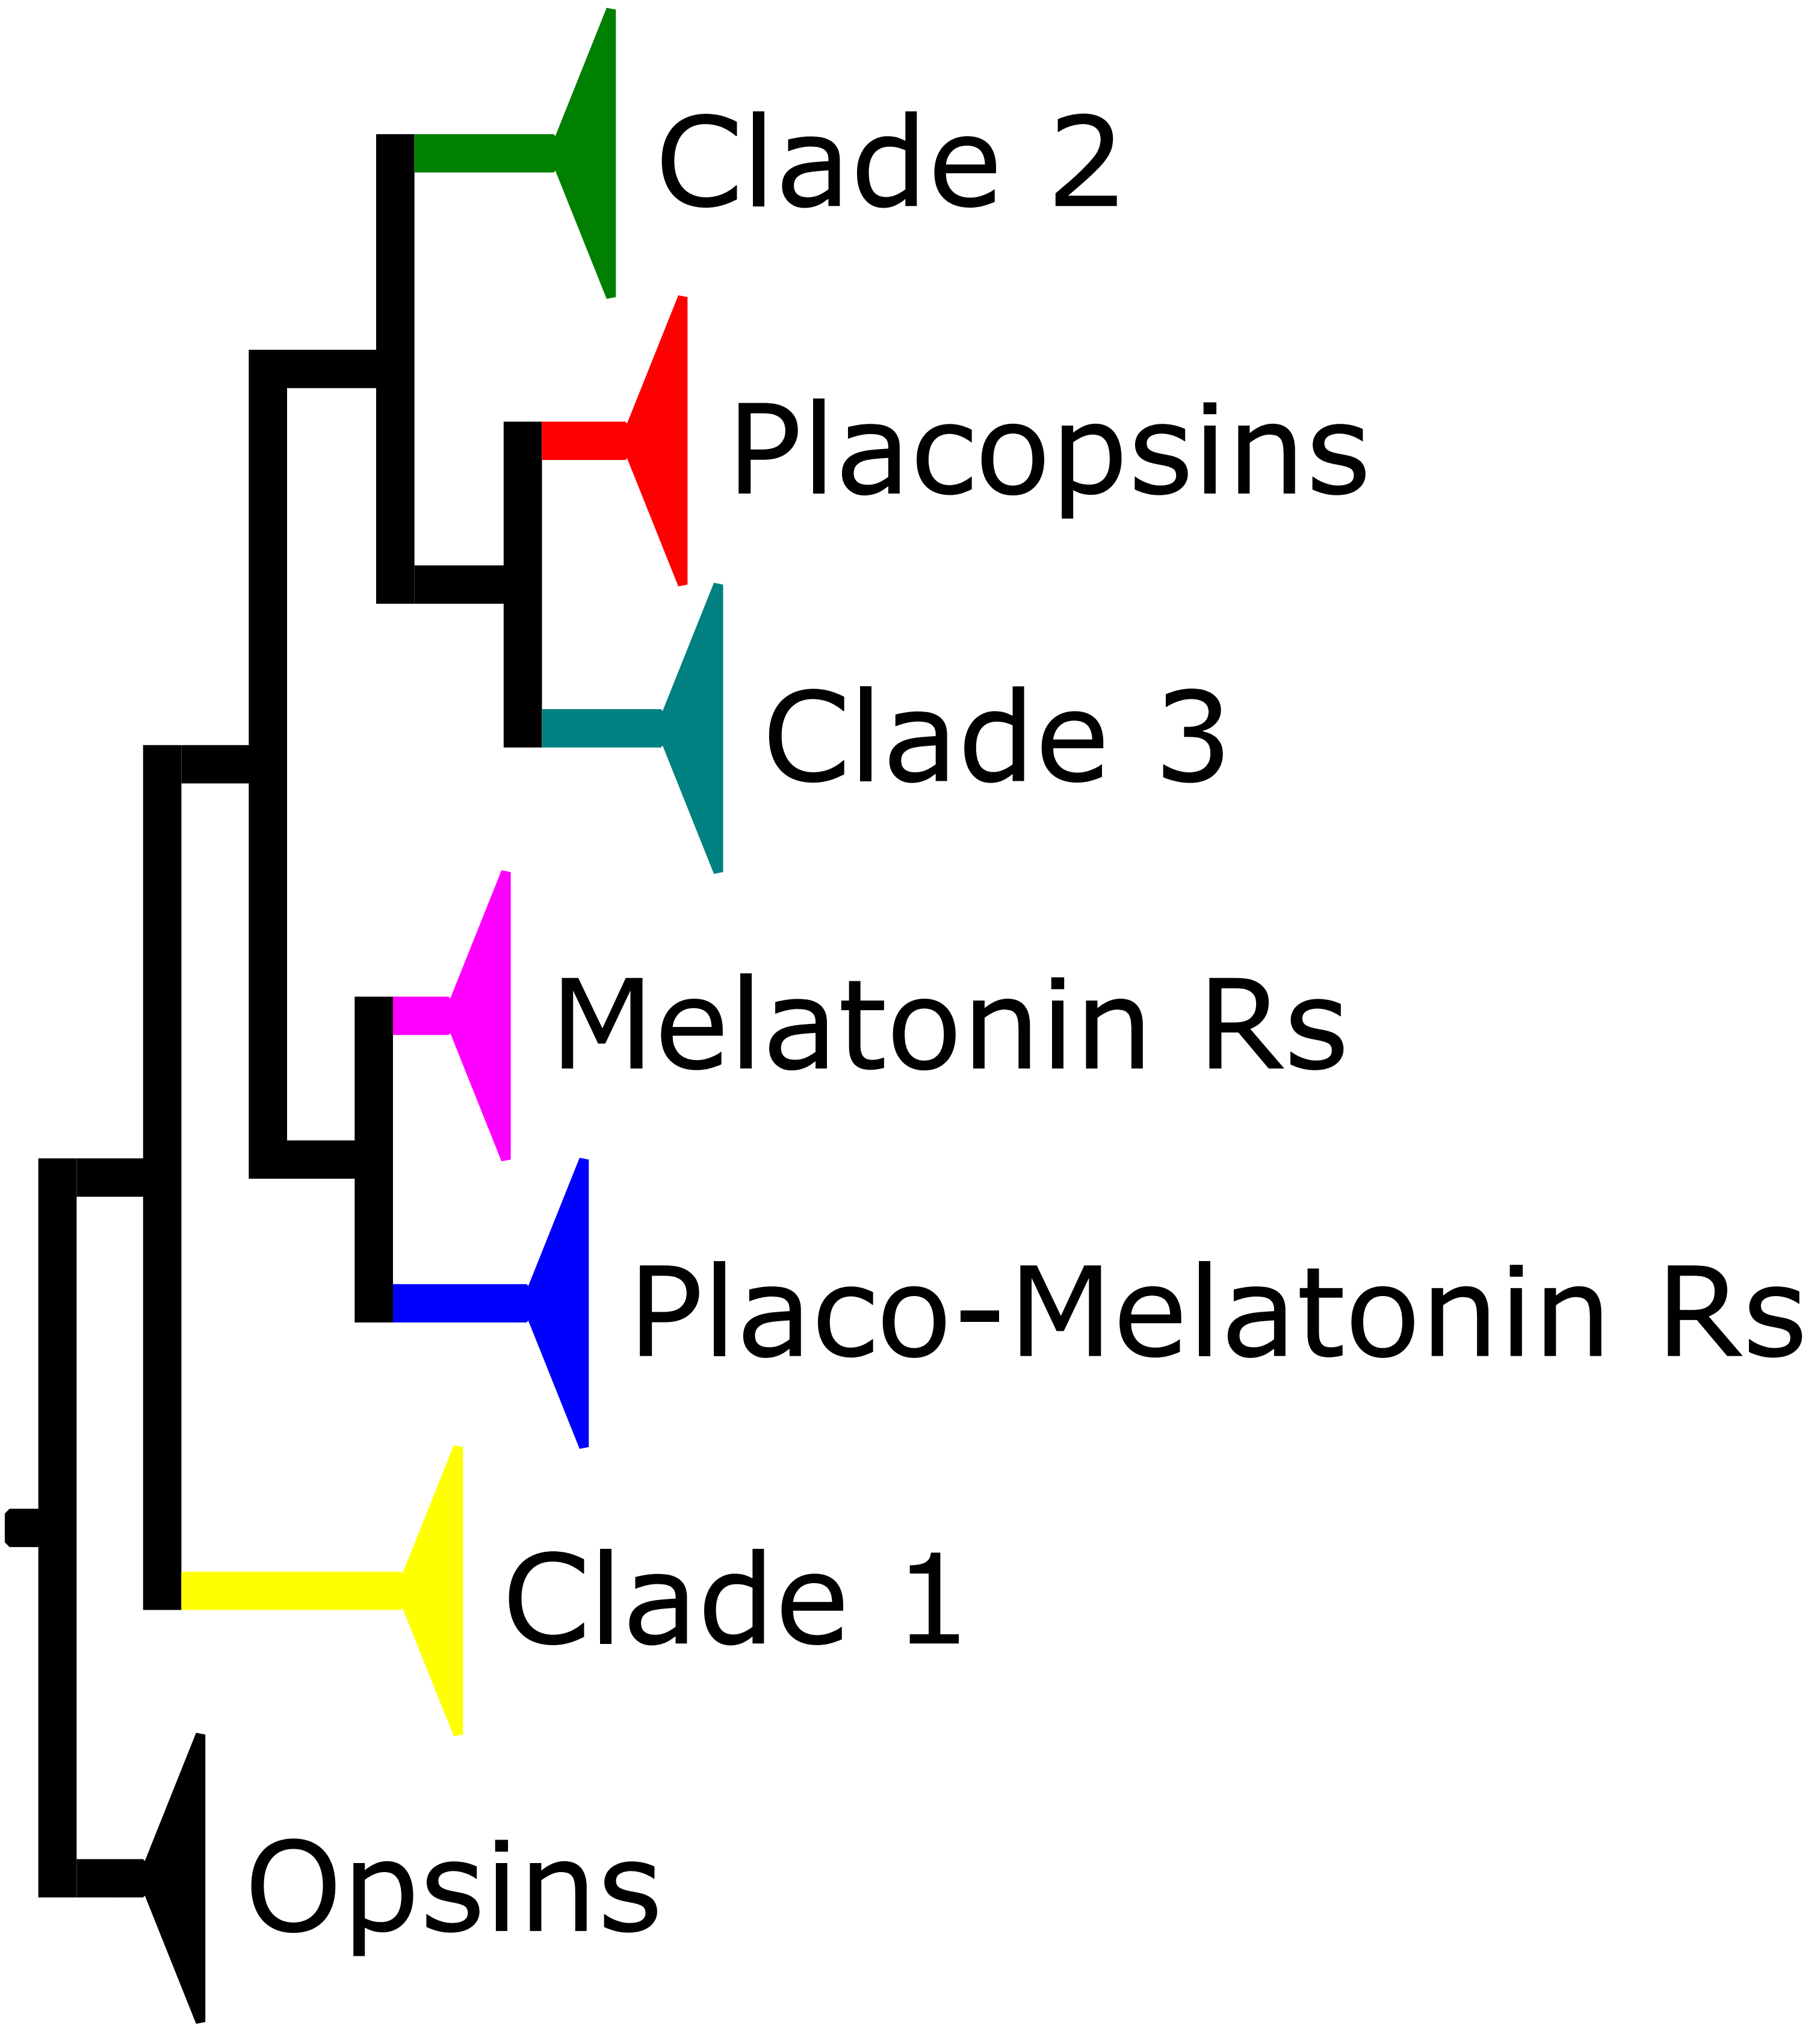 Clade 2
Placopsins
Clade 3
Melatonin Rs
Placo-Melatonin Rs
Clade 1
Opsins